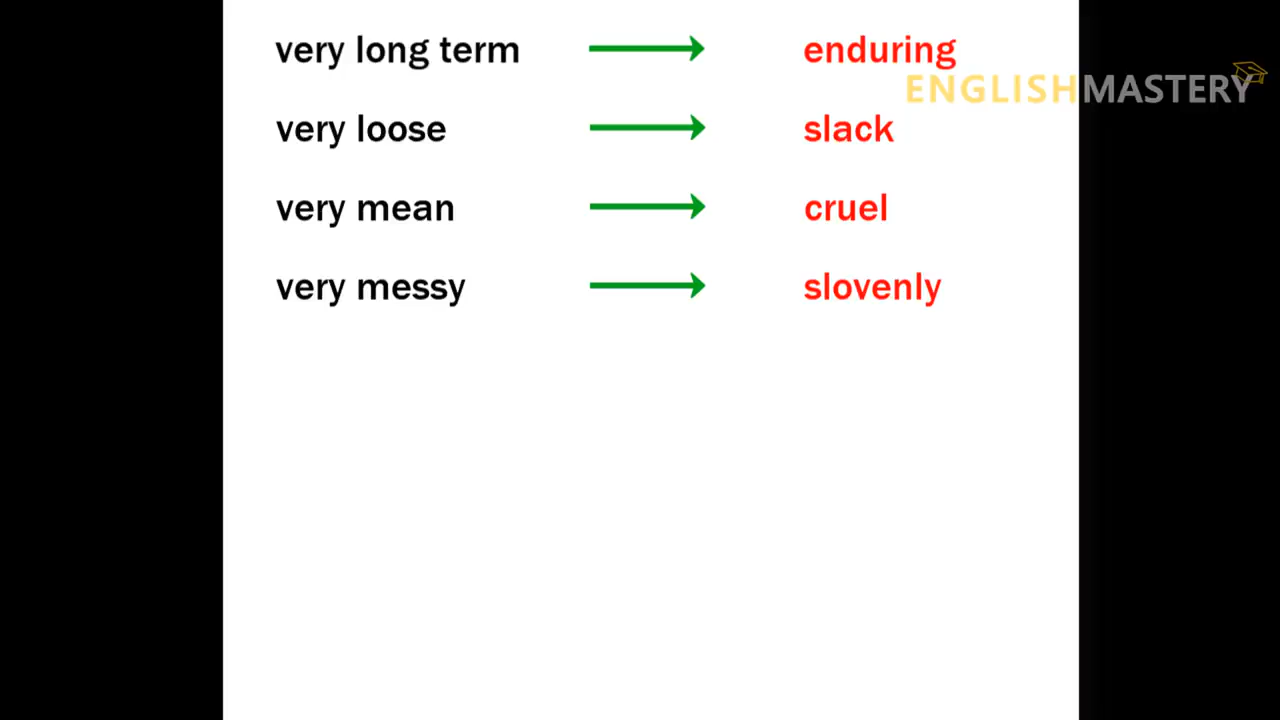 very long term → enduring
ENGLISHMASTERY
very loose → slack
very mean → cruel
very messy → slovenly